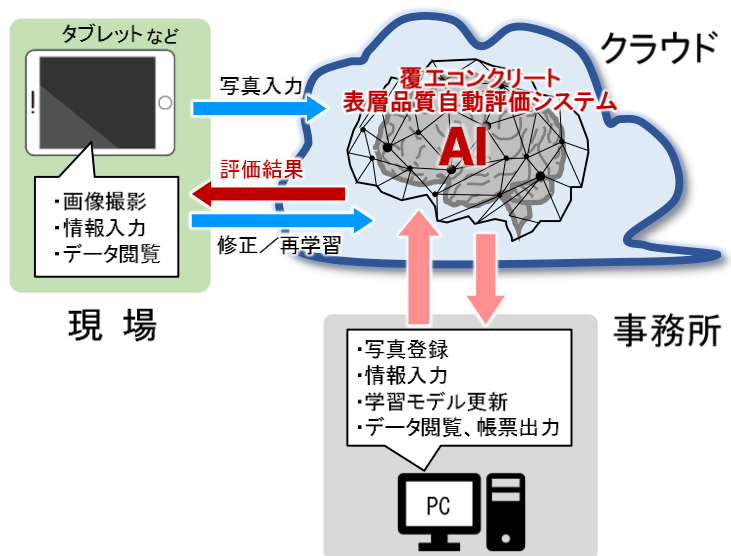 タブレットなど
クラウド
写真入力
覆工コンクリート
表層品質自動評価システム
AI
評価結果
・画像撮影
・情報入力
・データ閲覧
修正／再学習
現場
事務所
・写真登録
・情報入力
・学習モデル更新
・データ閲覧、帳票出力
PC